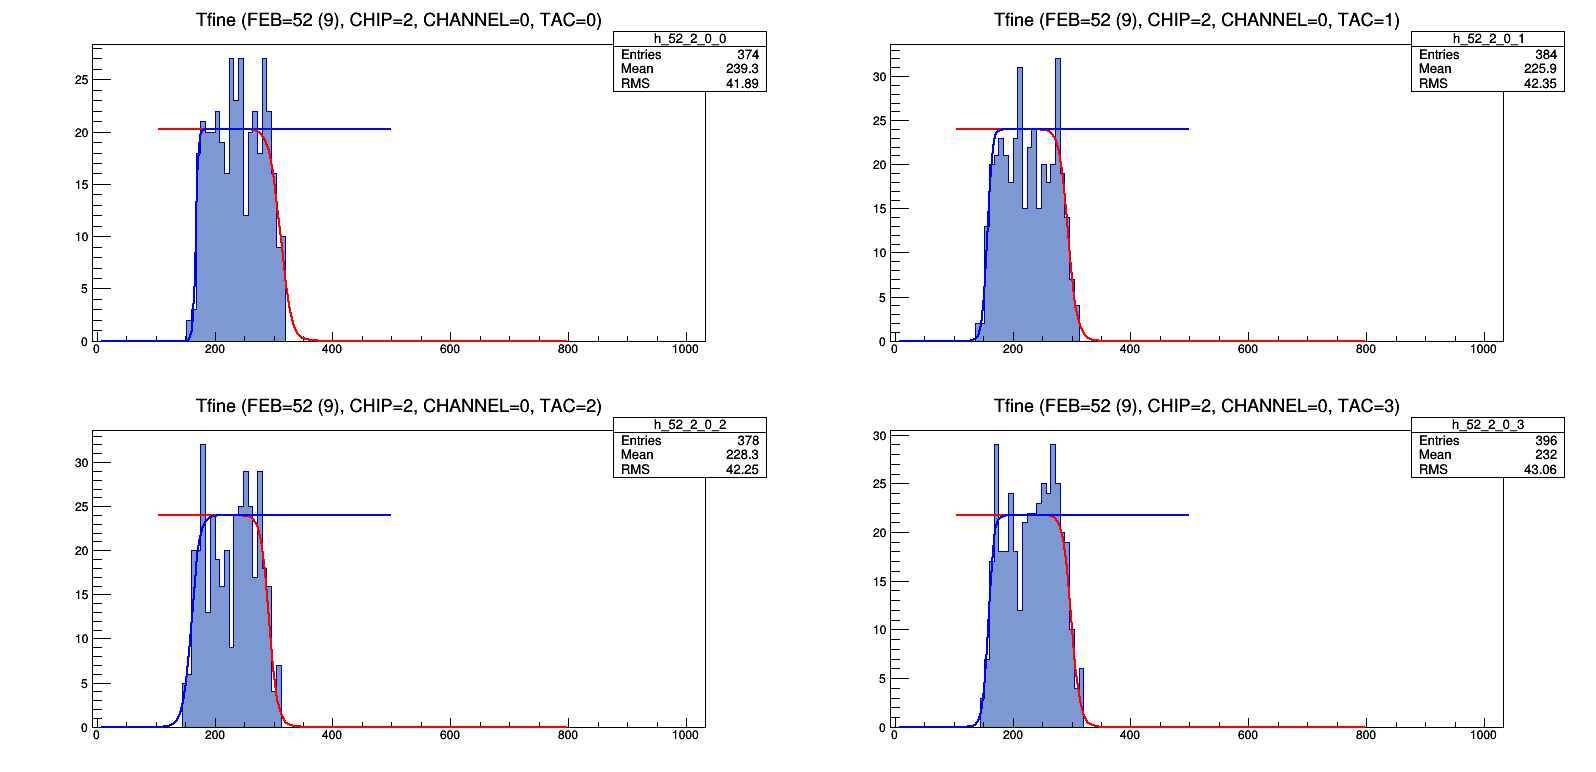 Tfine (FEB=52 (9), CHIP=2, CHANNEL=0, TAC=0)
h_52_2_0_0
Entries 374
Mean 239.3
RMS 41.89
25
20
15
10
5
0
0 200 400 600 800 1000
Tfine (FEB=52 (9), CHIP=2, CHANNEL=0, TAC=1)
h_52_2_0_1
Entries 384
Mean 225.9
RMS 42.35
30
25
20
15
10
5
0
0 200 400 600 800 1000
Tfine (FEB=52 (9), CHIP=2, CHANNEL=0, TAC=2)
h_52_2_0_2
Entries 378
Mean 228.3
RMS 42.25
30
25
20
15
10
5
0
0 200 400 600 800 1000
Tfine (FEB=52 (9), CHIP=2, CHANNEL=0, TAC=3)
h_52_2_0_3
Entries 396
Mean 232
RMS 43.06
30
25
20
15
10
5
0
0 200 400 600 800 1000